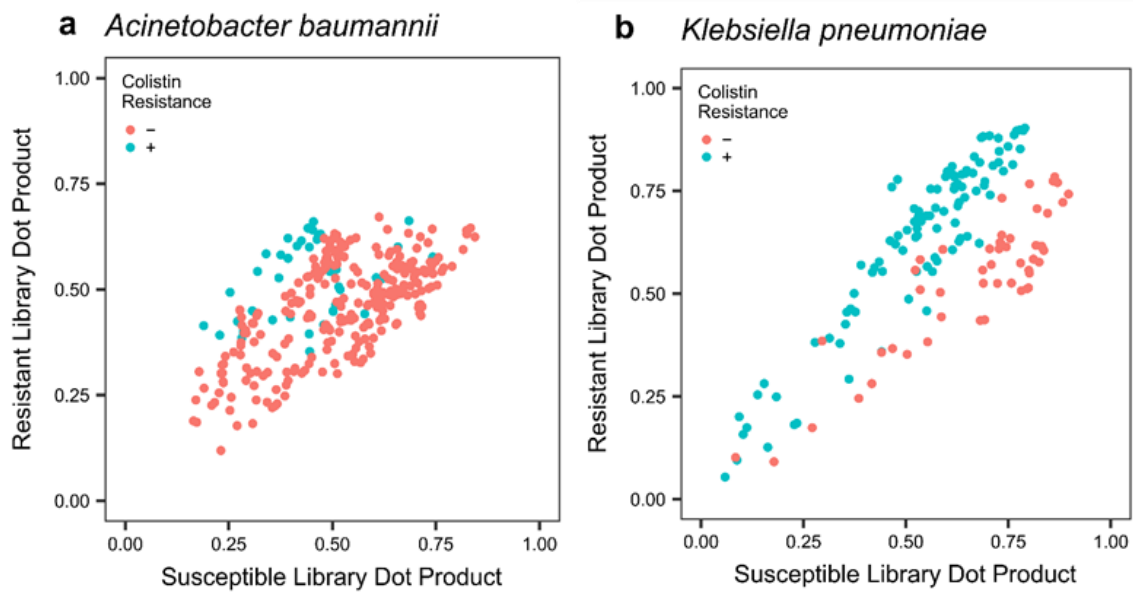 a Acinetobacter baumannii
Resistant Library Dot Product
1.00
0.75
0.50
0.25
0.00
Colistin
Resistance
−
+
0.00 0.25 0.50 0.75 1.00
Susceptible Library Dot Product
b Klebsiella pneumoniae
Resistant Library Dot Product
1.00
0.75
0.50
0.25
0.00
Colistin
Resistance
−
+
0.00 0.25 0.50 0.75 1.00
Susceptible Library Dot Product